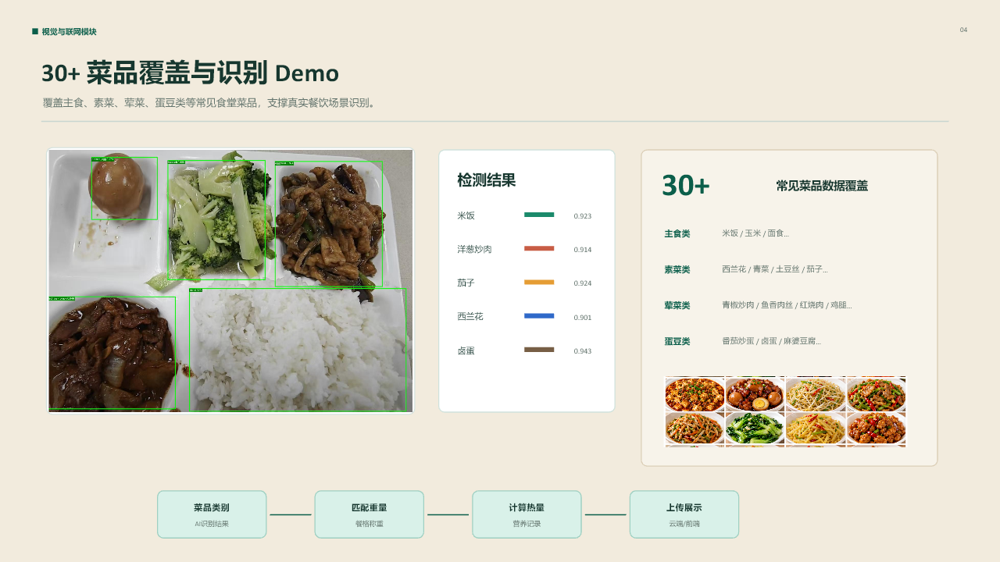 视觉与联网模块
04
30+ 菜品覆盖与识别 Demo
覆盖主食、素菜、荤菜、蛋豆类等常见食堂菜品，支撑真实餐饮场景识别。
检测结果
米饭 0.923
洋葱炒肉 0.914
茄子 0.924
西兰花 0.901
卤蛋 0.943
30+ 常见菜品数据覆盖
主食类 米饭 / 玉米 / 面食...
素菜类 西兰花 / 青菜 / 土豆丝 / 茄子...
荤菜类 青椒炒肉 / 鱼香肉丝 / 红烧肉 / 鸡腿...
蛋豆类 番茄炒蛋 / 卤蛋 / 麻婆豆腐...
菜品类别
AI识别结果
匹配重量
餐格称重
计算热量
营养记录
上传展示
云端/前端